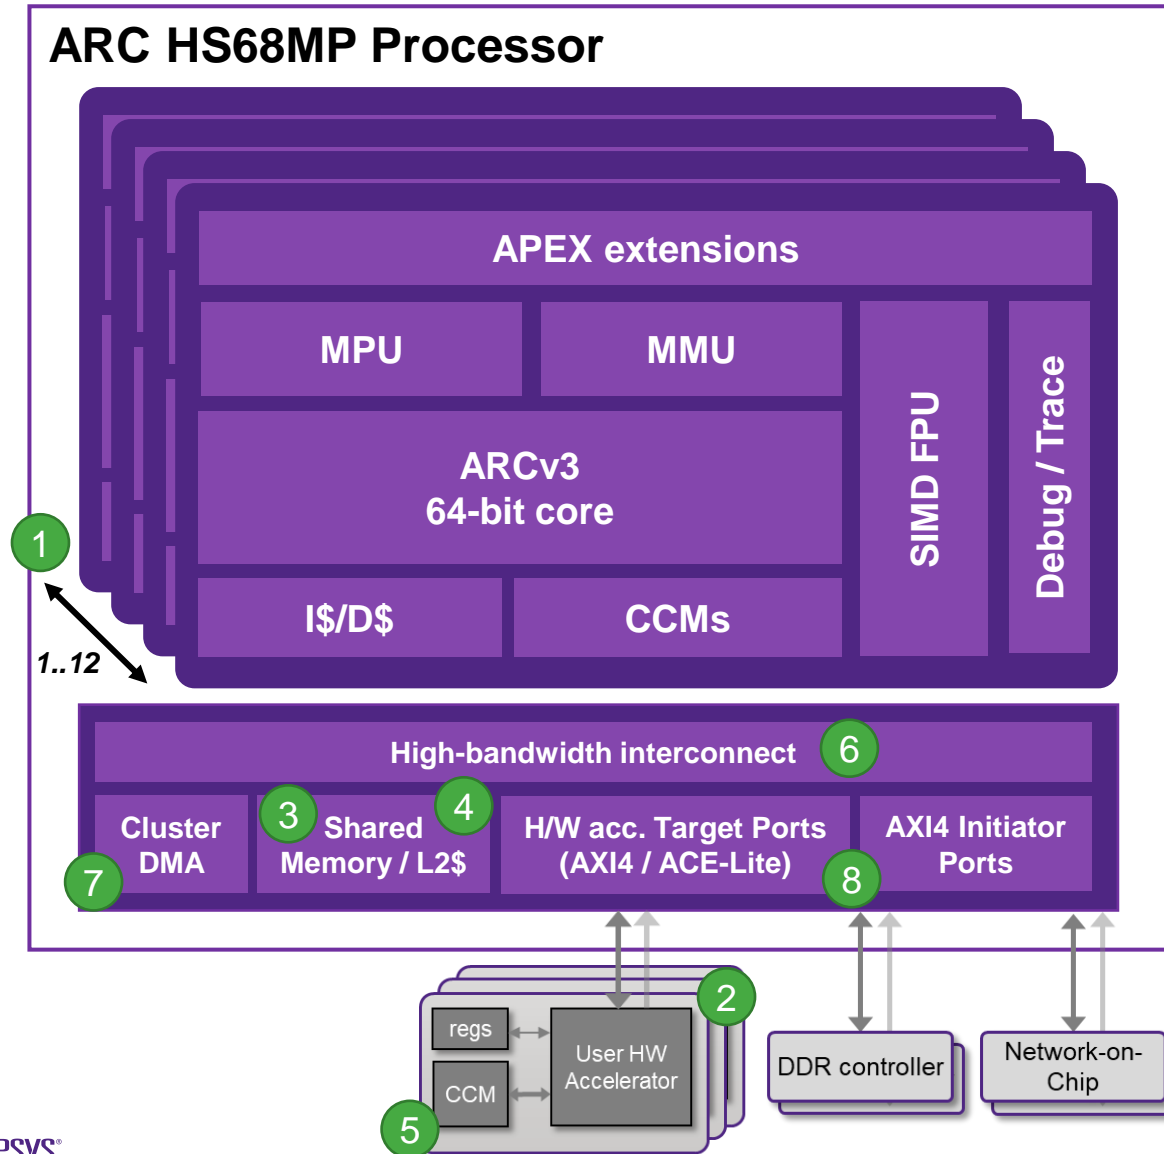 ARC HS68MP Processor
APEX extensions
MPU
MMU
SIMD FPU
Debug / Trace
ARCv3
64-bit core
1
I$/D$
CCMs
1..12
High-bandwidth interconnect
6
Cluster
DMA
7
3
4
Shared
Memory / L2$
H/W acc. Target Ports
(AXI4 / ACE-Lite)
8
AXI4 Initiator
Ports
2
regs
CCM
User HW
Accelerator
5
DDR controller
Network-on-
Chip